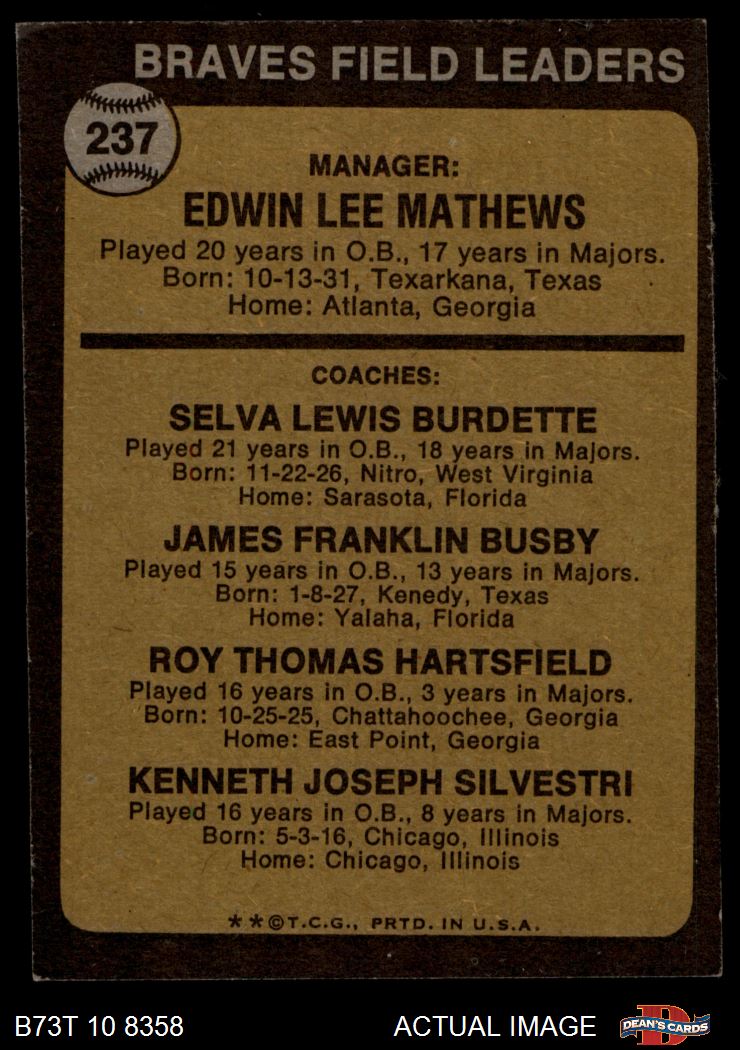 BRAVES FIELD LEADERS
237
MANAGER:
EDWIN LEE MATHEWS
Played 20 years in O.B., 17 years in Majors.
Born: 10-13-31, Texarkana, Texas
Home: Atlanta, Georgia
COACHES:
SELVA LEWIS BURDETTE
Played 21 years in O.B., 18 years in Majors.
Born: 11-22-26, Nitro, West Virginia
Home: Sarasota, Florida
JAMES FRANKLIN BUSBY
Played 15 years in O.B., 13 years in Majors.
Born: 1-8-27, Kenedy, Texas
Home: Yalaha, Florida
ROY THOMAS HARTSFIELD
Played 16 years in O.B., 3 years in Majors.
Born: 10-25-25, Chattahoochee, Georgia
Home: East Point, Georgia
KENNETH JOSEPH SILVESTRI
Played 16 years in O.B., 8 years in Majors.
Born: 5-3-16, Chicago, Illinois
Home: Chicago, Illinois
**©T.C.G., PRTD. IN U.S.A.
B73T 10 8358 ACTUAL IMAGE D DEAN'S CARDS